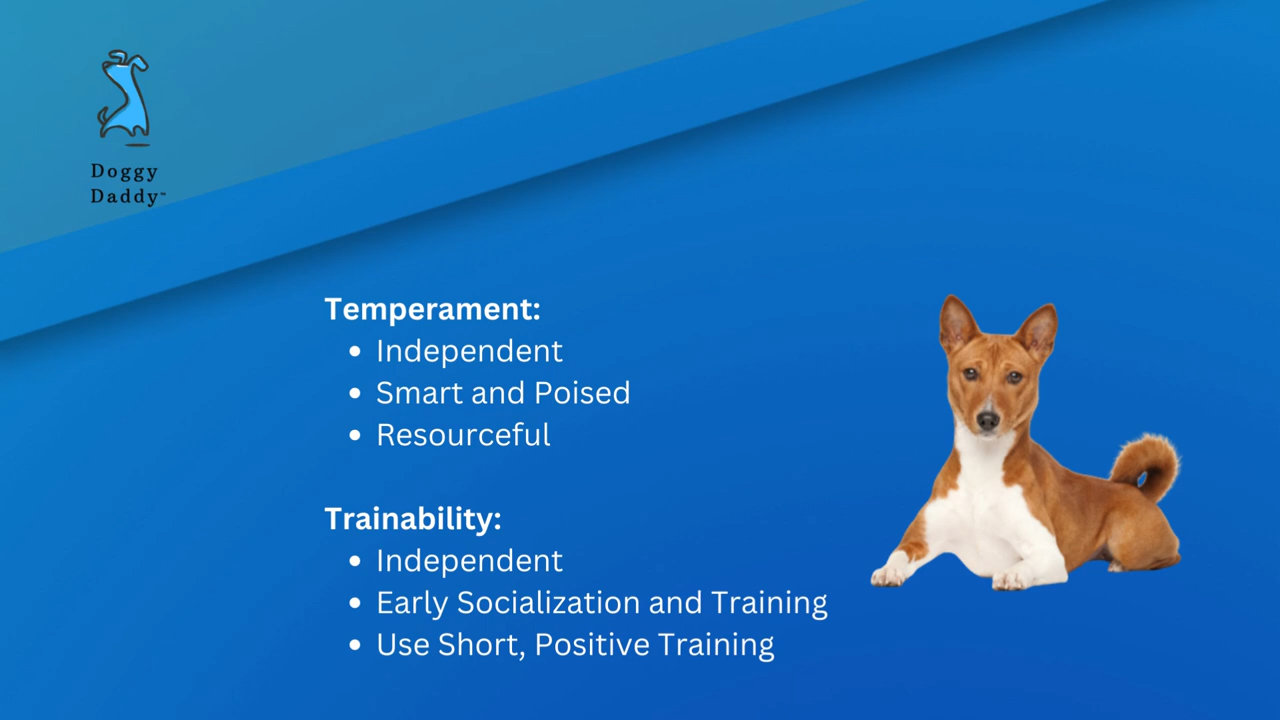 Doggy
Daddy™
Temperament:
• Independent
• Smart and Poised
• Resourceful
Trainability:
• Independent
• Early Socialization and Training
• Use Short, Positive Training